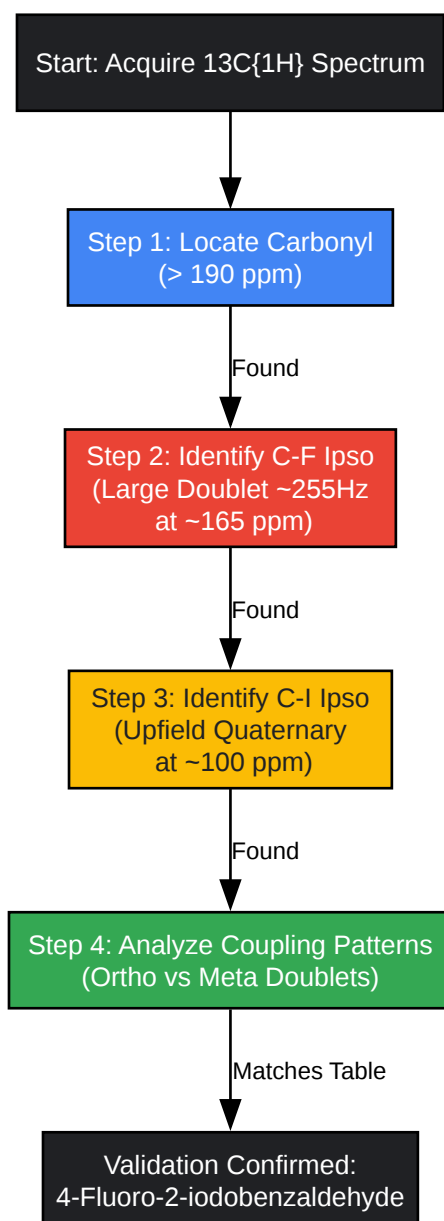 Start: Acquire 13C{1H} Spectrum
Step 1: Locate Carbonyl
(> 190 ppm)
Found
Step 2: Identify C-F Ipso
(Large Doublet ~255Hz
at ~165 ppm)
Found
Step 3: Identify C-I Ipso
(Upfield Quaternary
at ~100 ppm)
Found
Step 4: Analyze Coupling Patterns
(Ortho vs Meta Doublets)
Matches Table
Validation Confirmed:
4-Fluoro-2-iodobenzaldehyde